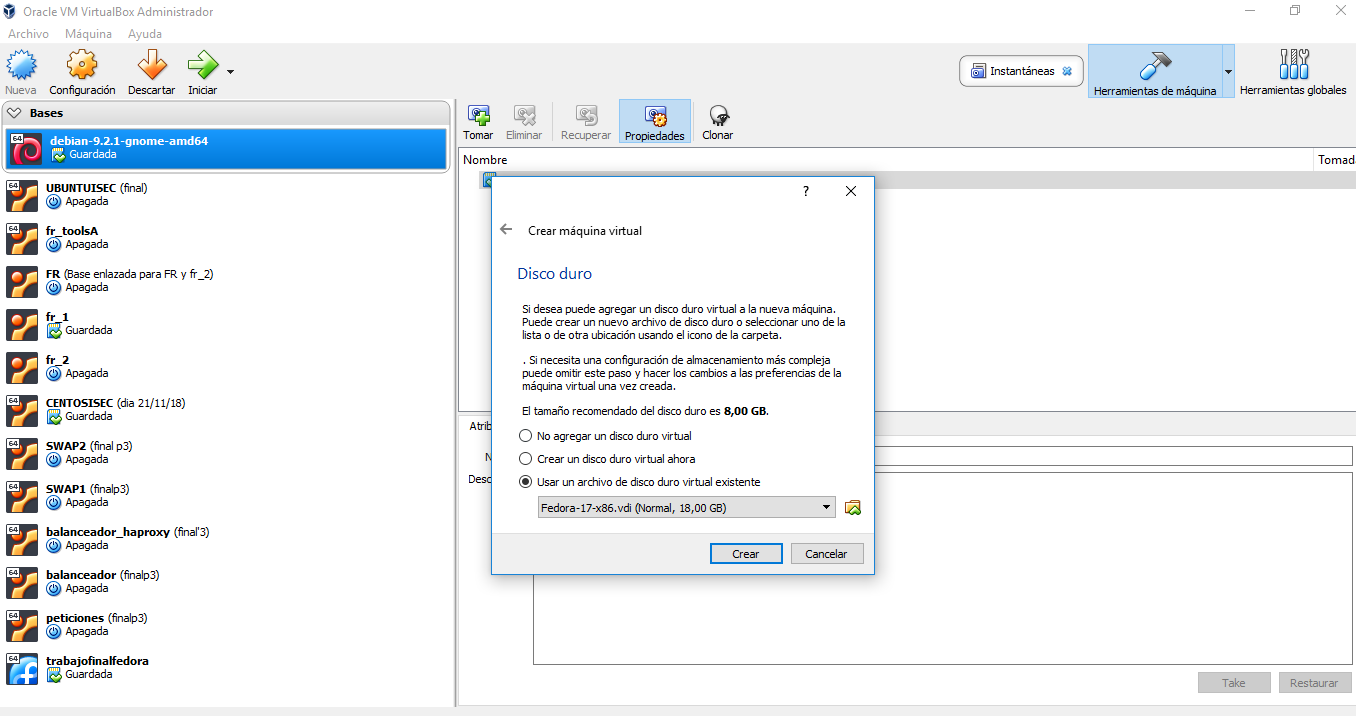 Oracle VM VirtualBox Administrador
Archivo Máquina Ayuda
Nueva Configuración Descartar Iniciar
Instantáneas
Herramientas de máquina
Herramientas globales
Bases
64
debian-9.2.1-gnome-amd64
Guardada
64
UBUNTUISEC (final)
Apagada
64
fr_toolsA
Apagada
FR (Base enlazada para FR y fr_2)
Apagada
fr_1
Guardada
fr_2
Apagada
64
CENTOSISEC (dia 21/11/18)
Guardada
64
SWAP2 (final p3)
Apagada
64
SWAP1 (finalp3)
Apagada
64
balanceador_haproxy (final'3)
Apagada
64
balanceador (finalp3)
Apagada
64
peticiones (finalp3)
Apagada
64
trabajofinalfedora
Guardada
Tomar Eliminar Recuperar Propiedades Clonar
Nombre Tomad
?
Crear máquina virtual
Disco duro
Si desea puede agregar un disco duro virtual a la nueva máquina.
Puede crear un nuevo archivo de disco duro o seleccionar uno de la
lista o de otra ubicación usando el icono de la carpeta.
. Si necesita una configuración de almacenamiento más compleja
puede omitir este paso y hacer los cambios a las preferencias de la
máquina virtual una vez creada.
El tamaño recomendado del disco duro es 8,00 GB.
No agregar un disco duro virtual
Crear un disco duro virtual ahora
Usar un archivo de disco duro virtual existente
Fedora-17-x86.vdi (Normal, 18,00 GB)
Crear Cancelar
Atrib
N
Desc
Take Restaurar